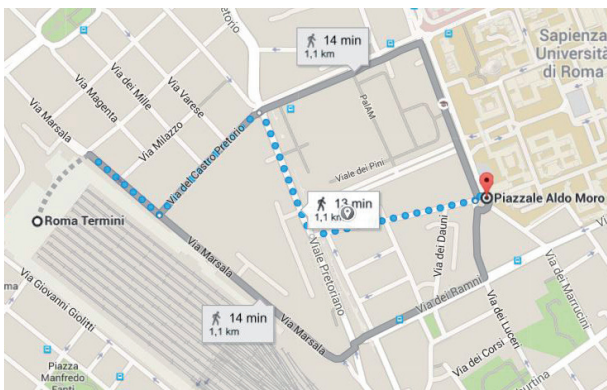 14 min
1,1 km
Sapienza
Università
di Roma
Via dei Mille
Via Magenta
Via Varese
Via Marsala
Via Milazzo
Via del Castro Pretorio
PalAM
Viale dei Pini
13 min
1,1 km
Piazzale Aldo Moro
Roma Termini
Via Marsala
Viale Pretoriano
Via dei Dauni
Via dei Ramni
Via dei Marrucini
Via dei Luceri
Via Giovanni Giolitti
14 min
1,1 km
Via Marsala
Via dei Corsi
Piazza
Manfredo
Fanti